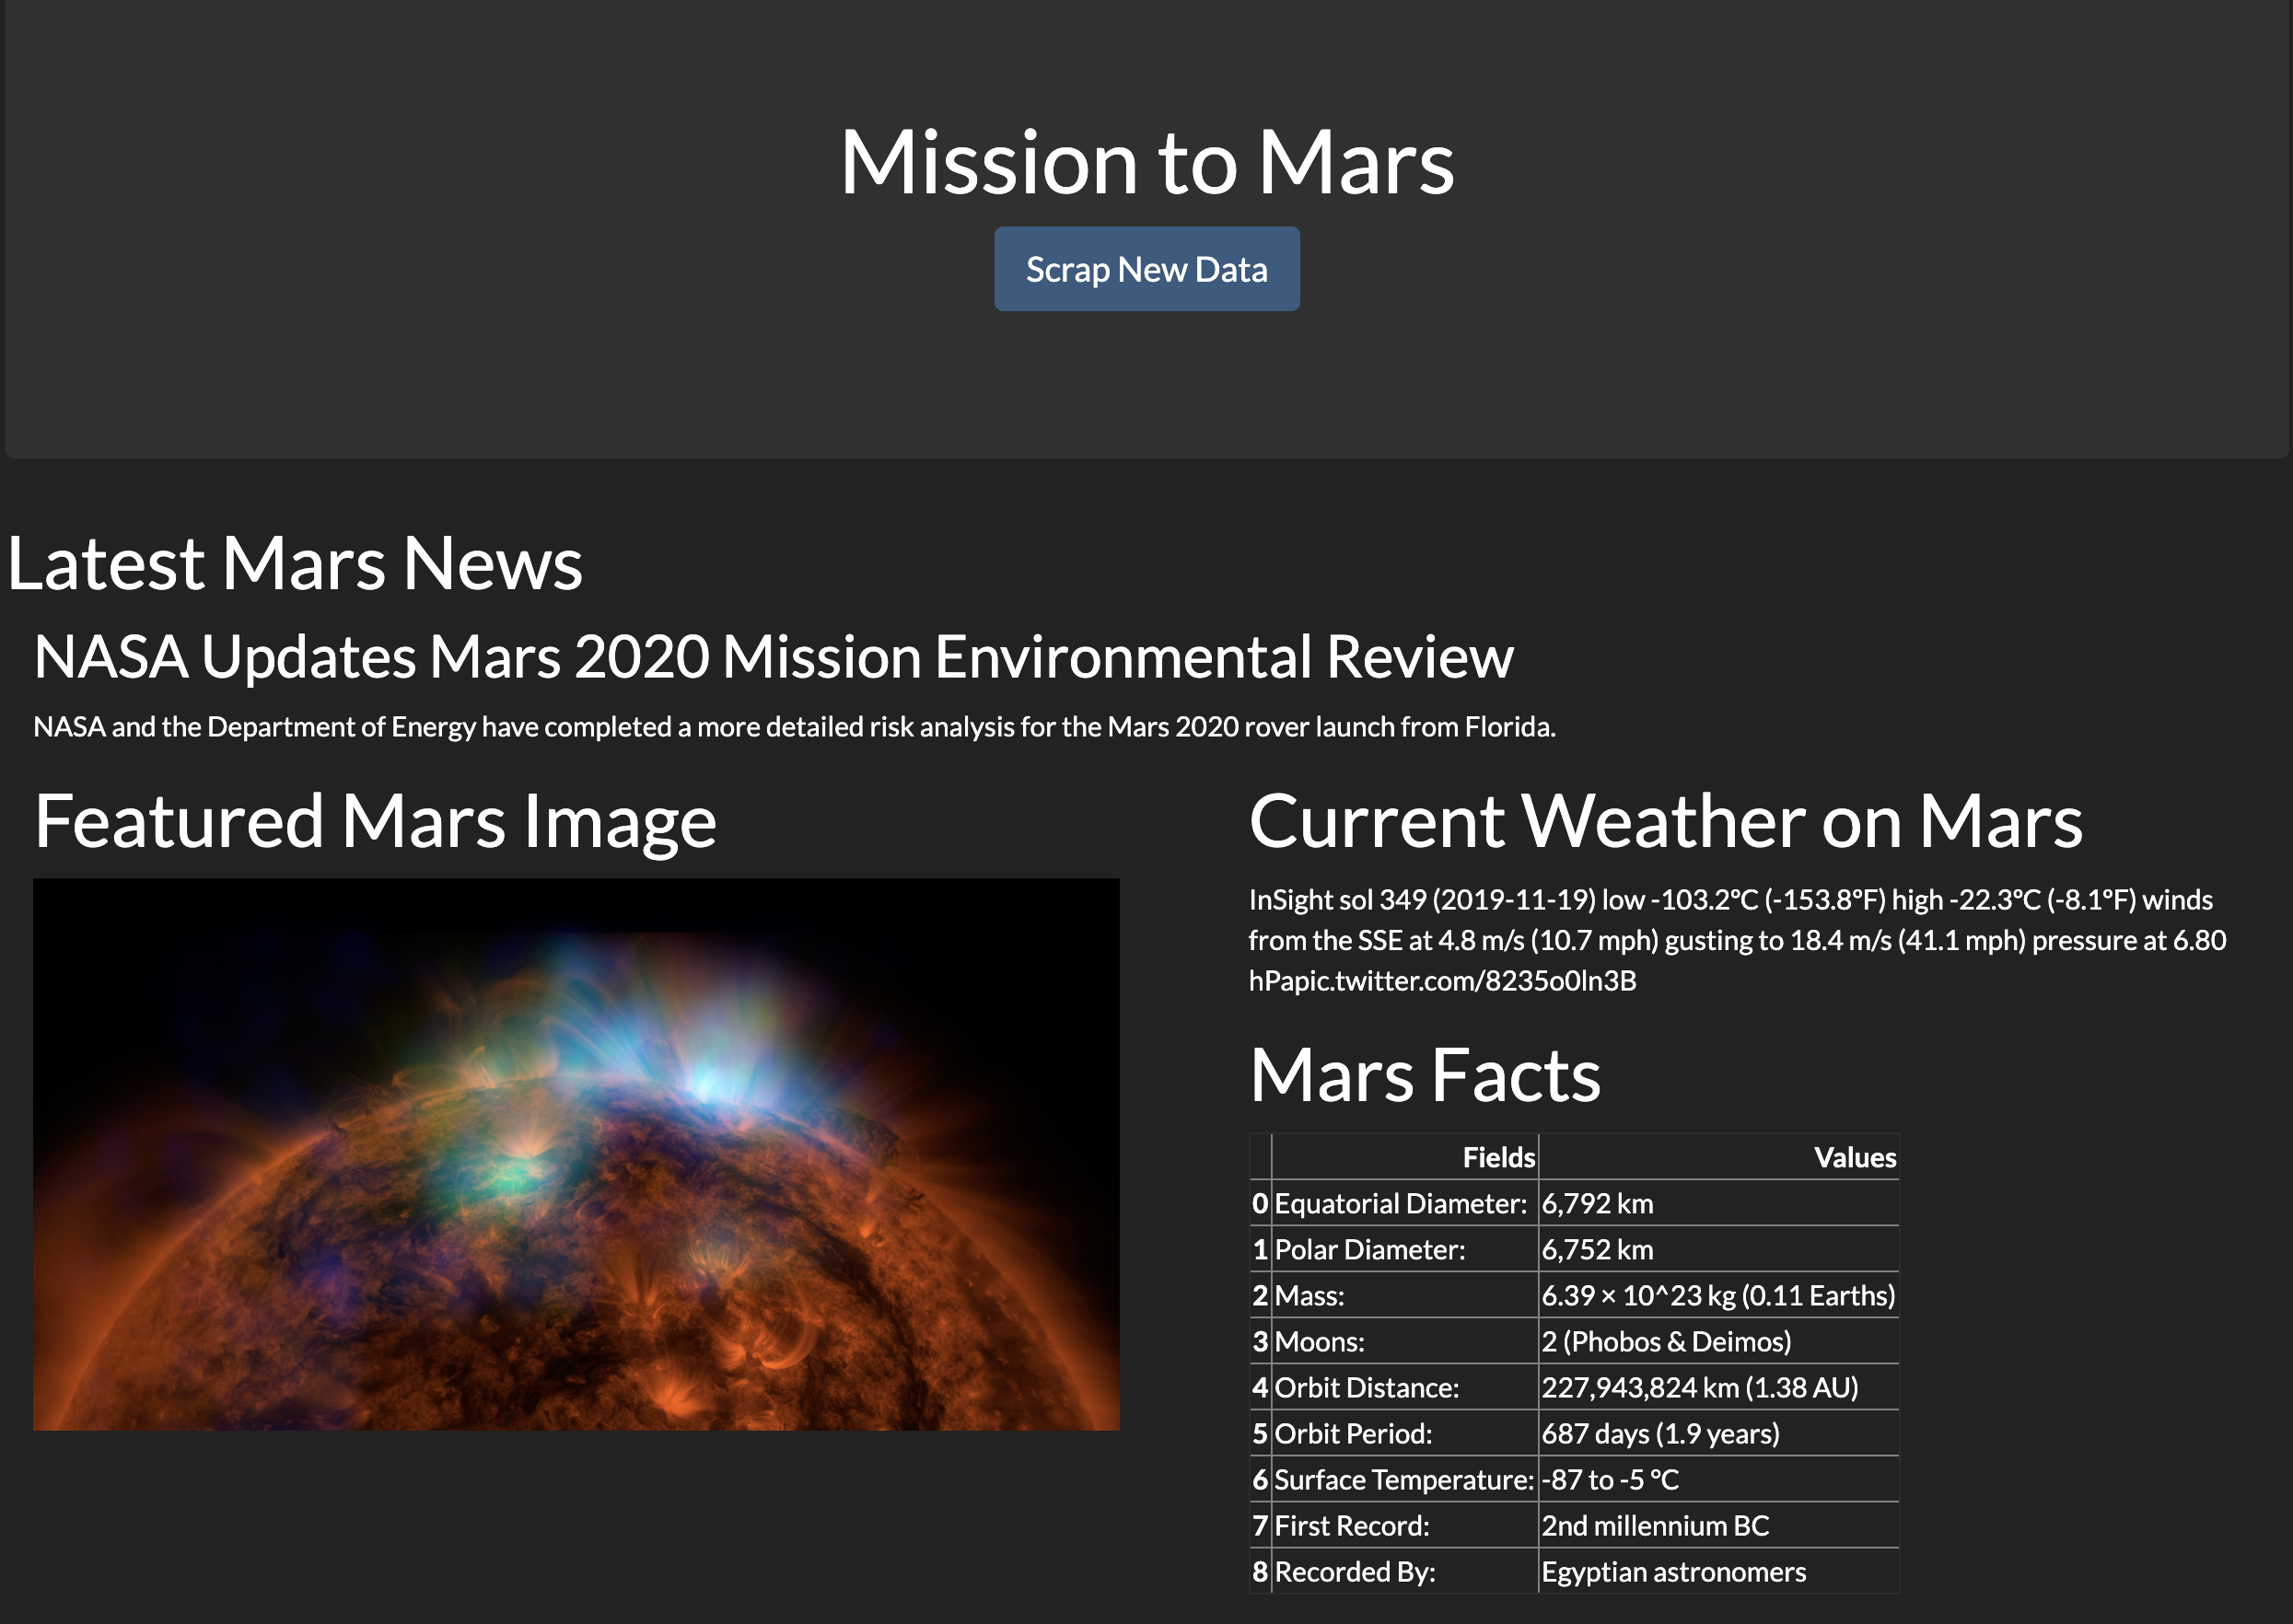 Mission to Mars
Scrap New Data
Latest Mars News
NASA Updates Mars 2020 Mission Environmental Review
NASA and the Department of Energy have completed a more detailed risk analysis for the Mars 2020 rover launch from Florida.
Featured Mars Image
Current Weather on Mars
InSight sol 349 (2019-11-19) low -103.2ºC (-153.8ºF) high -22.3ºC (-8.1ºF) winds
from the SSE at 4.8 m/s (10.7 mph) gusting to 18.4 m/s (41.1 mph) pressure at 6.80
hPapic.twitter.com/8235o0ln3B
Mars Facts
Fields Values
0 Equatorial Diameter: 6,792 km
1 Polar Diameter: 6,752 km
2 Mass: 6.39 × 10^23 kg (0.11 Earths)
3 Moons: 2 (Phobos & Deimos)
4 Orbit Distance: 227,943,824 km (1.38 AU)
5 Orbit Period: 687 days (1.9 years)
6 Surface Temperature: -87 to -5 °C
7 First Record: 2nd millennium BC
8 Recorded By: Egyptian astronomers